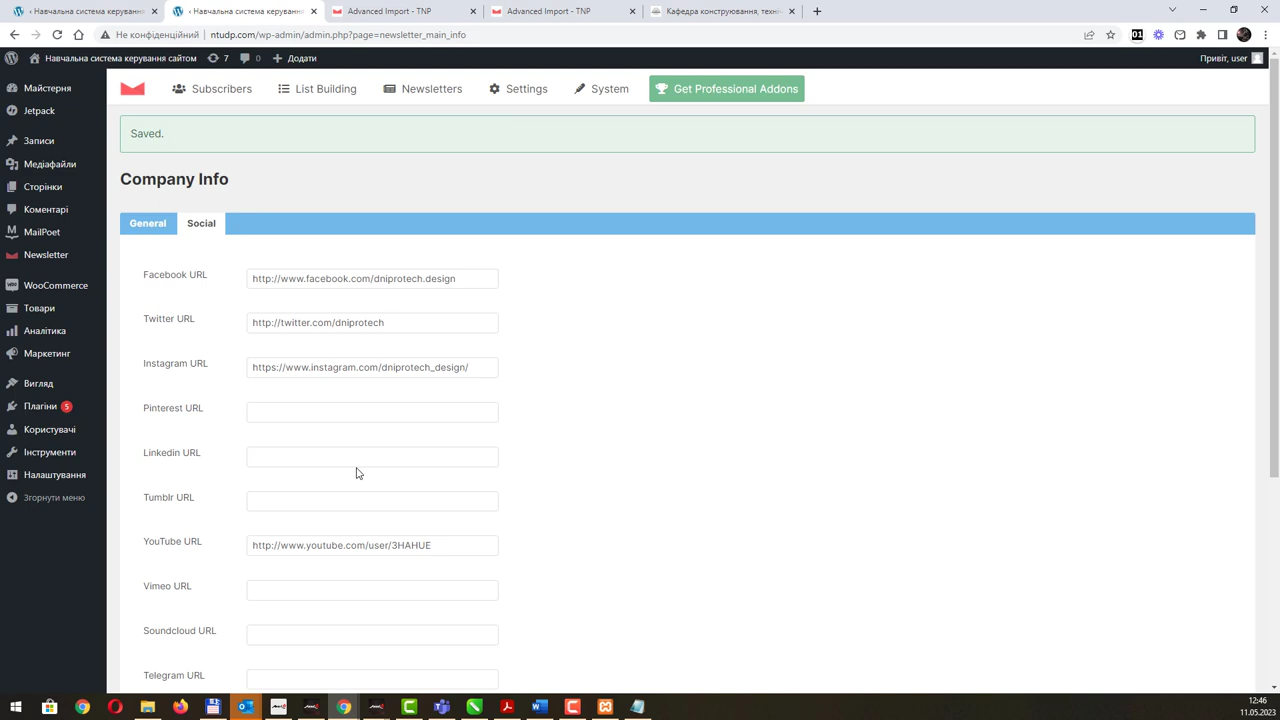 ‹ Навчальна система керування
‹ Навчальна система керування
Advanced Import - TNP
Advanced Import - TNP
Кафедра конструювання, техні
Не конфіденційний
ntudp.com/wp-admin/admin.php?page=newsletter_main_info
Навчальна система керування сайтом
7
0
Додати
Привіт, user
Майстерня
Jetpack
Записи
Медіафайли
Сторінки
Коментарі
MailPoet
Newsletter
WooCommerce
Товари
Аналітика
Маркетинг
Вигляд
Плагіни 5
Користувачі
Інструменти
Налаштування
Згорнути меню
Subscribers
List Building
Newsletters
Settings
System
Get Professional Addons
Saved.
Company Info
General
Social
Facebook URL
http://www.facebook.com/dniprotech.design
Twitter URL
http://twitter.com/dniprotech
Instagram URL
https://www.instagram.com/dniprotech_design/
Pinterest URL
Linkedin URL
Tumblr URL
YouTube URL
http://www.youtube.com/user/3HAHUE
Vimeo URL
Soundcloud URL
Telegram URL
12:46
11.05.2023